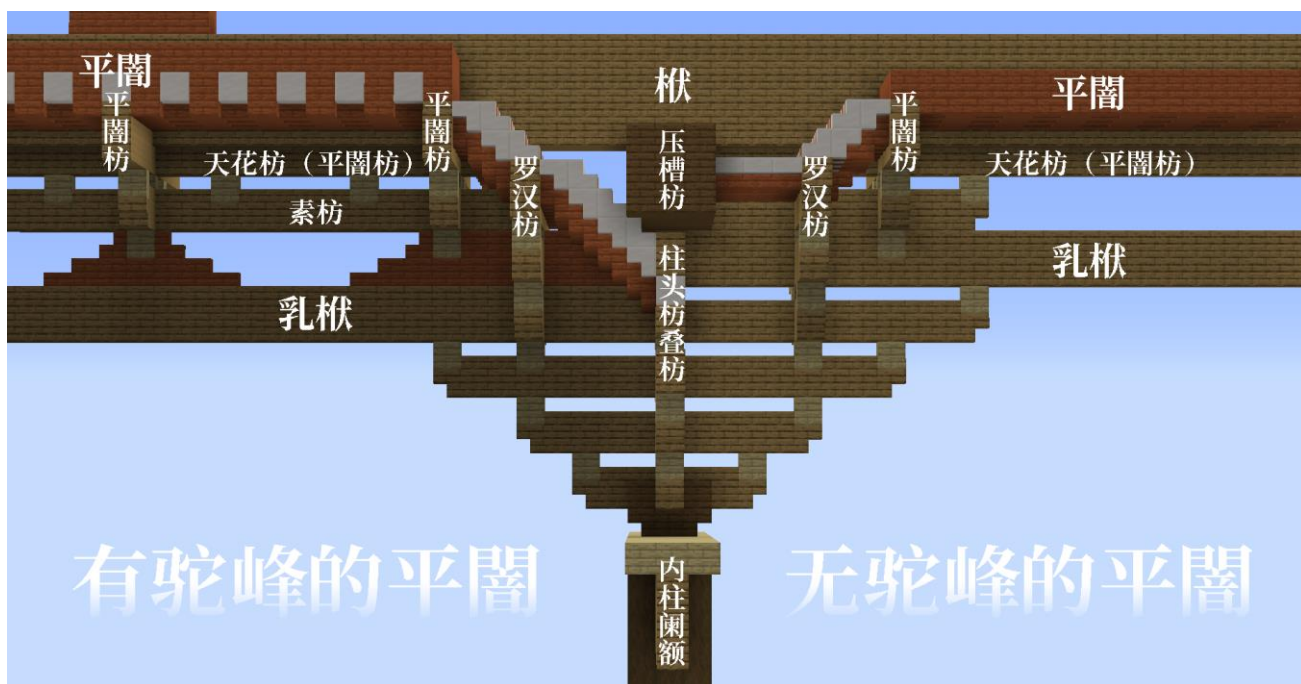 平闇
平闇枋
平闇枋
天花枋（平闇枋）
素枋
罗汉枋
乳栿
栿
压槽枋
柱头枋叠枋
罗汉枋
平闇枋
平闇
天花枋（平闇枋）
乳栿
有驼峰的平闇
无驼峰的平闇
内柱阑额